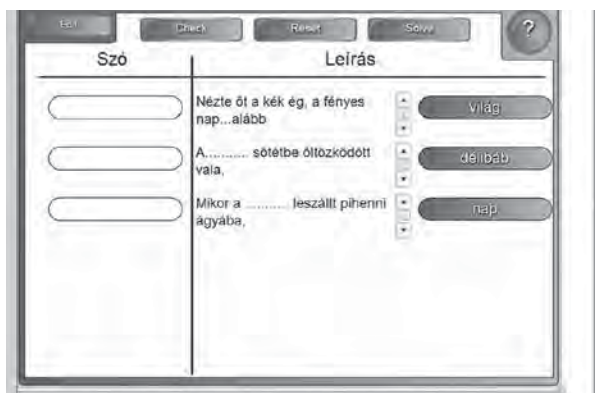 Edit Check Reset Solve ?
Szó Leírás
Nézte őt a kék ég, a fényes
nap...alább
világ
A........... sötétbe öltözködött
vala,
délibáb
Mikor a ........... leszállt pihenni
ágyába,
nap